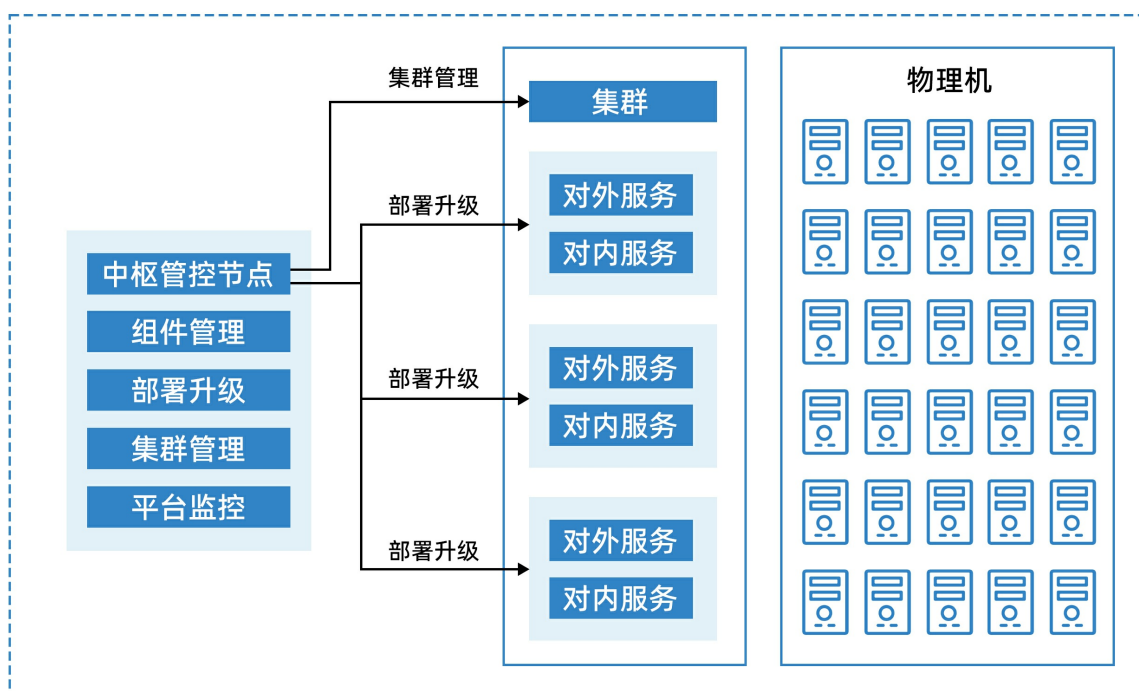 集群管理
集群
物理机
部署升级
对外服务
对内服务
中枢管控节点
组件管理
部署升级
集群管理
平台监控
部署升级
对外服务
对内服务
部署升级
对外服务
对内服务